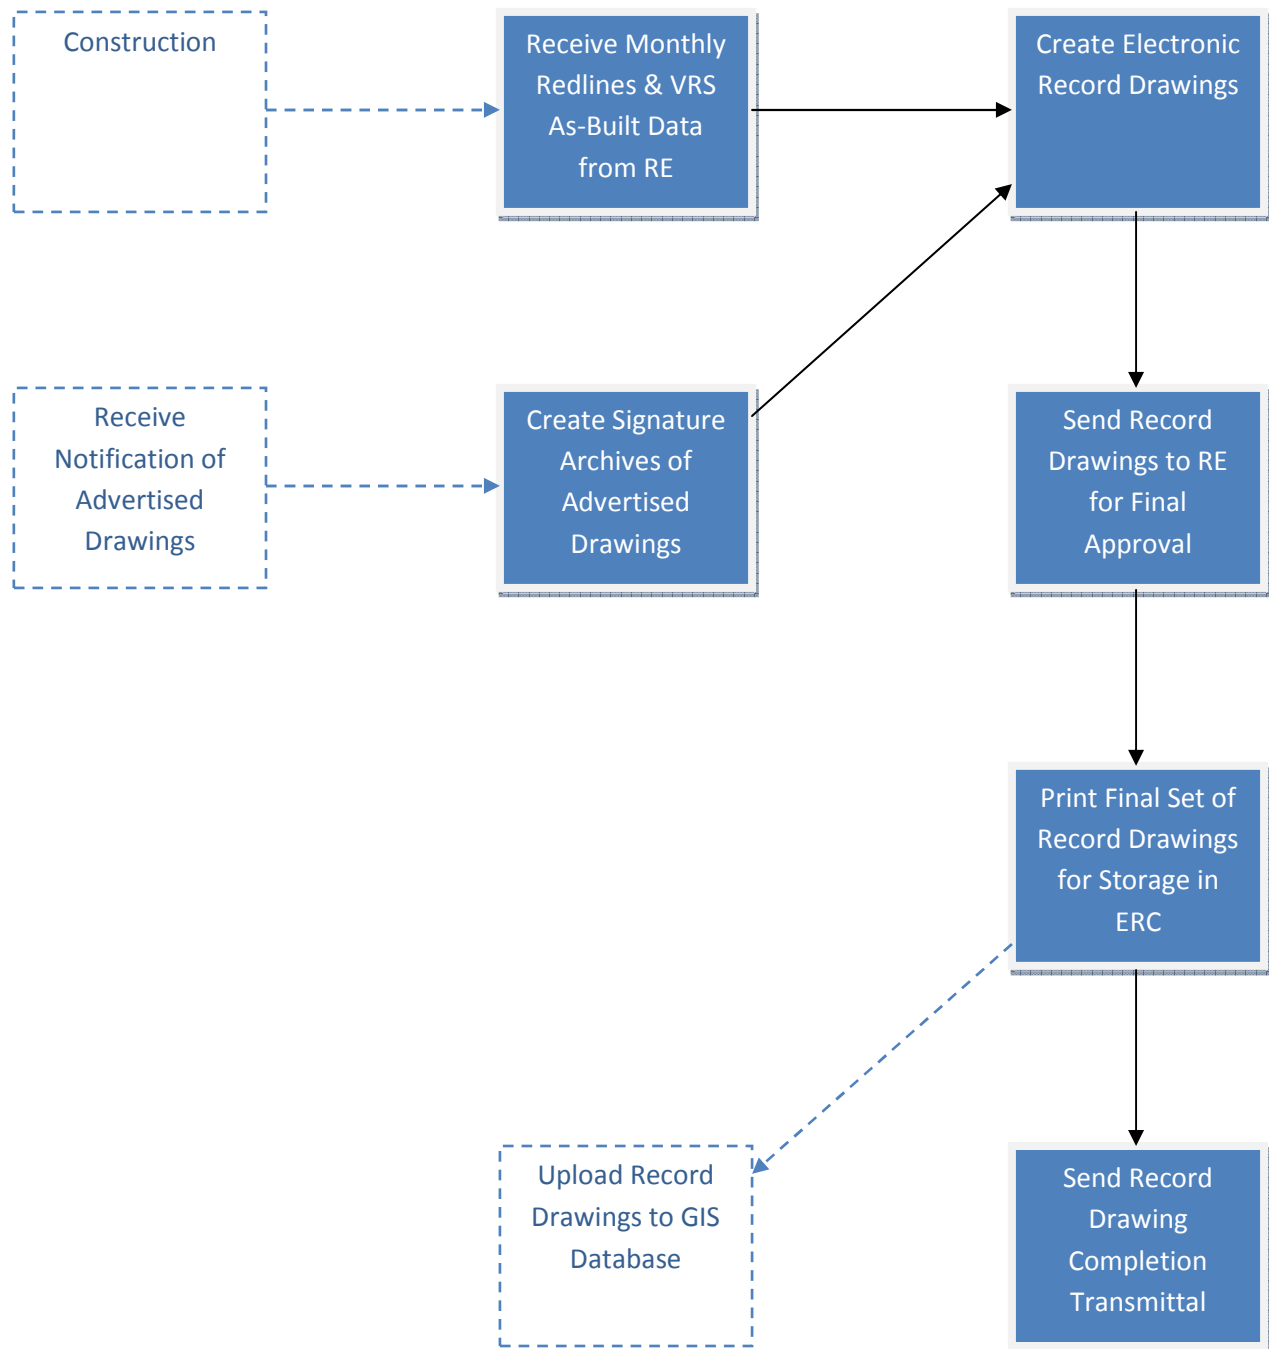 Construction
Receive Monthly
Redlines & VRS
As-Built Data
from RE
Create Electronic
Record Drawings
Receive
Notification of
Advertised
Drawings
Create Signature
Archives of
Advertised
Drawings
Send Record
Drawings to RE
for Final
Approval
Print Final Set of
Record Drawings
for Storage in
ERC
Upload Record
Drawings to GIS
Database
Send Record
Drawing
Completion
Transmittal